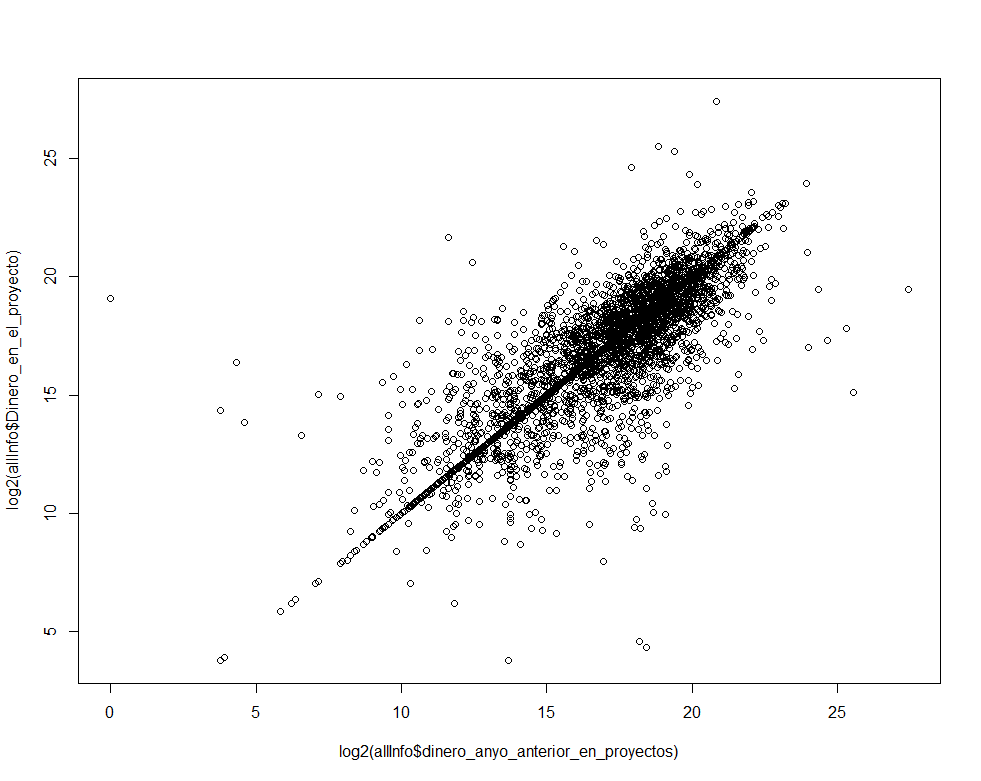 25
20
15
10
5
log2(allInfo$Dinero_en_el_proyecto)
0 5 10 15 20 25
log2(allInfo$dinero_anyo_anterior_en_proyectos)